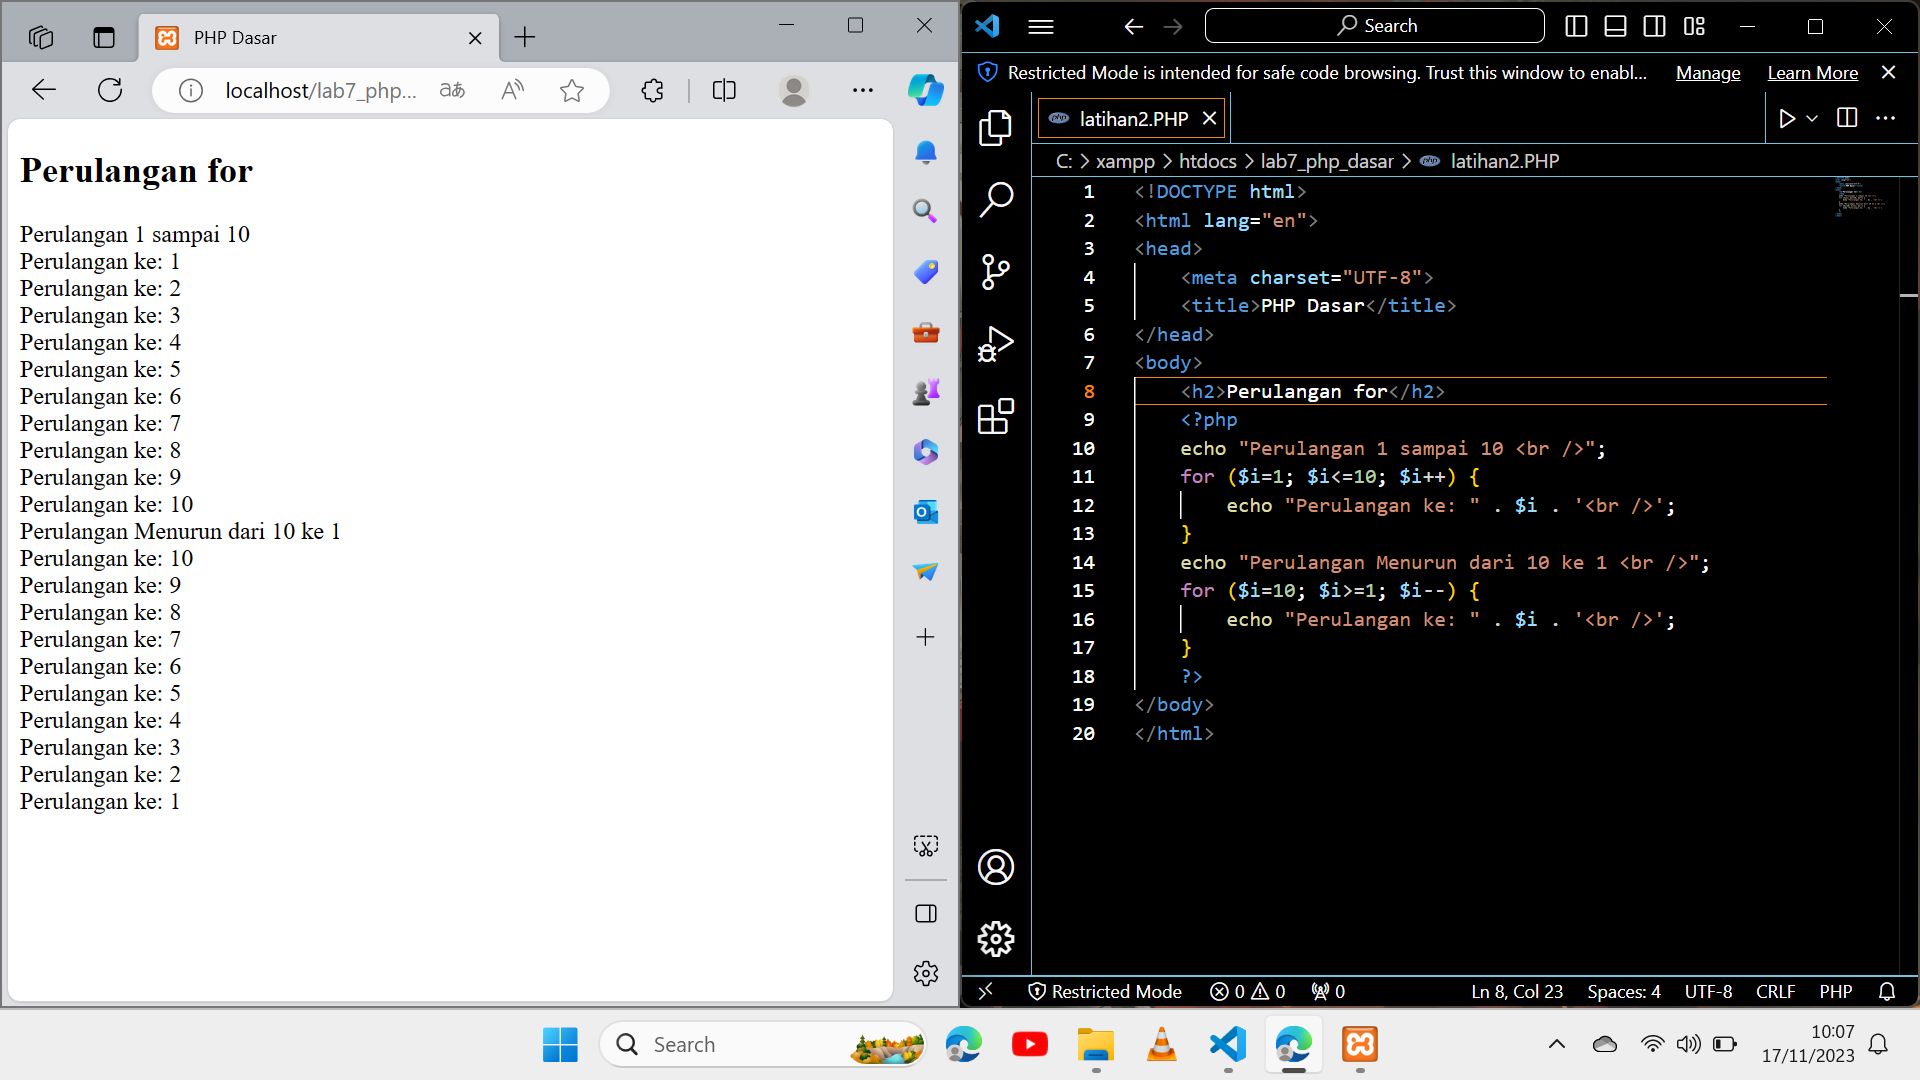 PHP Dasar
localhost/lab7_php...
Perulangan for
Perulangan 1 sampai 10
Perulangan ke: 1
Perulangan ke: 2
Perulangan ke: 3
Perulangan ke: 4
Perulangan ke: 5
Perulangan ke: 6
Perulangan ke: 7
Perulangan ke: 8
Perulangan ke: 9
Perulangan ke: 10
Perulangan Menurun dari 10 ke 1
Perulangan ke: 10
Perulangan ke: 9
Perulangan ke: 8
Perulangan ke: 7
Perulangan ke: 6
Perulangan ke: 5
Perulangan ke: 4
Perulangan ke: 3
Perulangan ke: 2
Perulangan ke: 1
Search
Restricted Mode is intended for safe code browsing. Trust this window to enabl... Manage Learn More
latihan2.PHP
C: > xampp > htdocs > lab7_php_dasar > latihan2.PHP
1 <!DOCTYPE html>
2 <html lang="en">
3 <head>
4 <meta charset="UTF-8">
5 <title>PHP Dasar</title>
6 </head>
7 <body>
8 <h2>Perulangan for</h2>
9 <?php
10 echo "Perulangan 1 sampai 10 <br />";
11 for ($i=1; $i<=10; $i++) {
12 echo "Perulangan ke: " . $i . '<br />';
13 }
14 echo "Perulangan Menurun dari 10 ke 1 <br />";
15 for ($i=10; $i>=1; $i--) {
16 echo "Perulangan ke: " . $i . '<br />';
17 }
18 ?>
19 </body>
20 </html>
Restricted Mode 0 0 0 Ln 8, Col 23 Spaces: 4 UTF-8 CRLF PHP
Search
10:07
17/11/2023